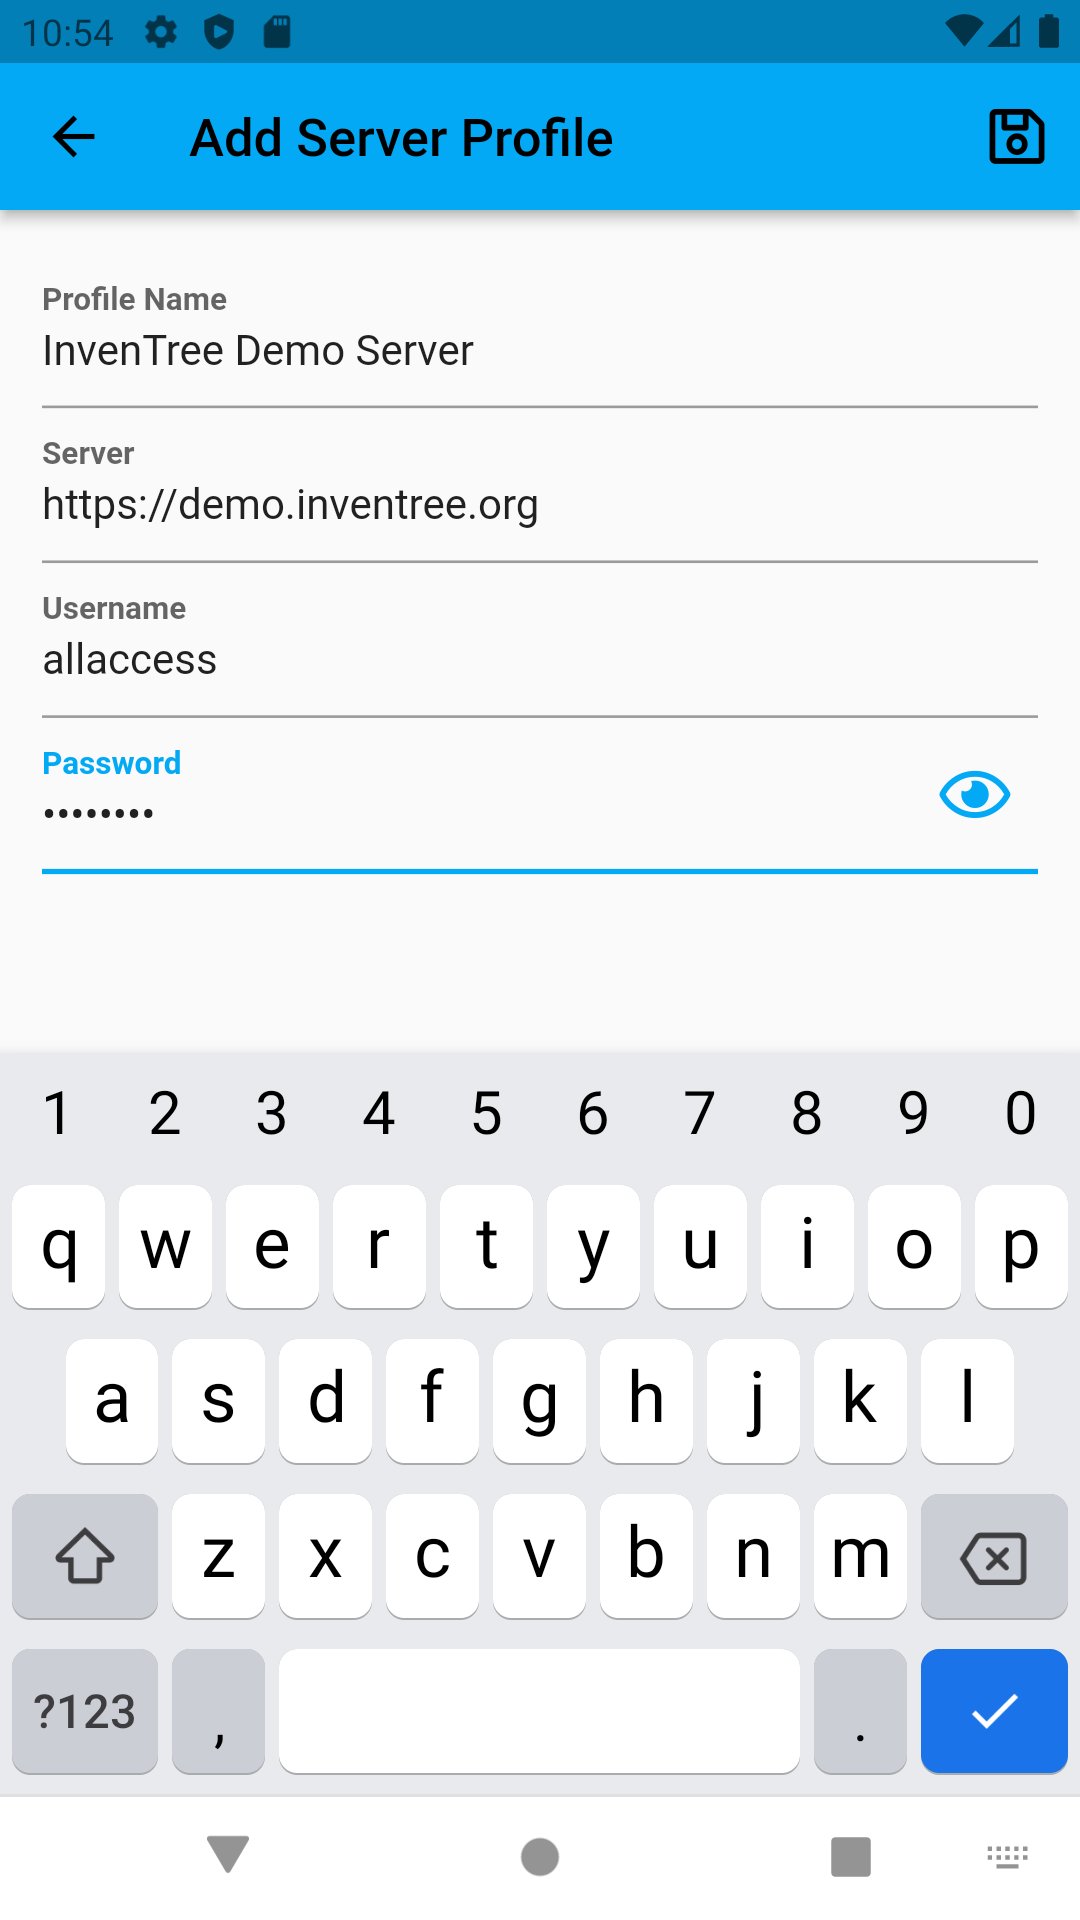 10:54
Add Server Profile
Profile Name
InvenTree Demo Server
Server
https://demo.inventree.org
Username
allaccess
Password
••••••••
1 2 3 4 5 6 7 8 9 0
q w e r t y u i o p
a s d f g h j k l
z x c v b n m
?123 , .